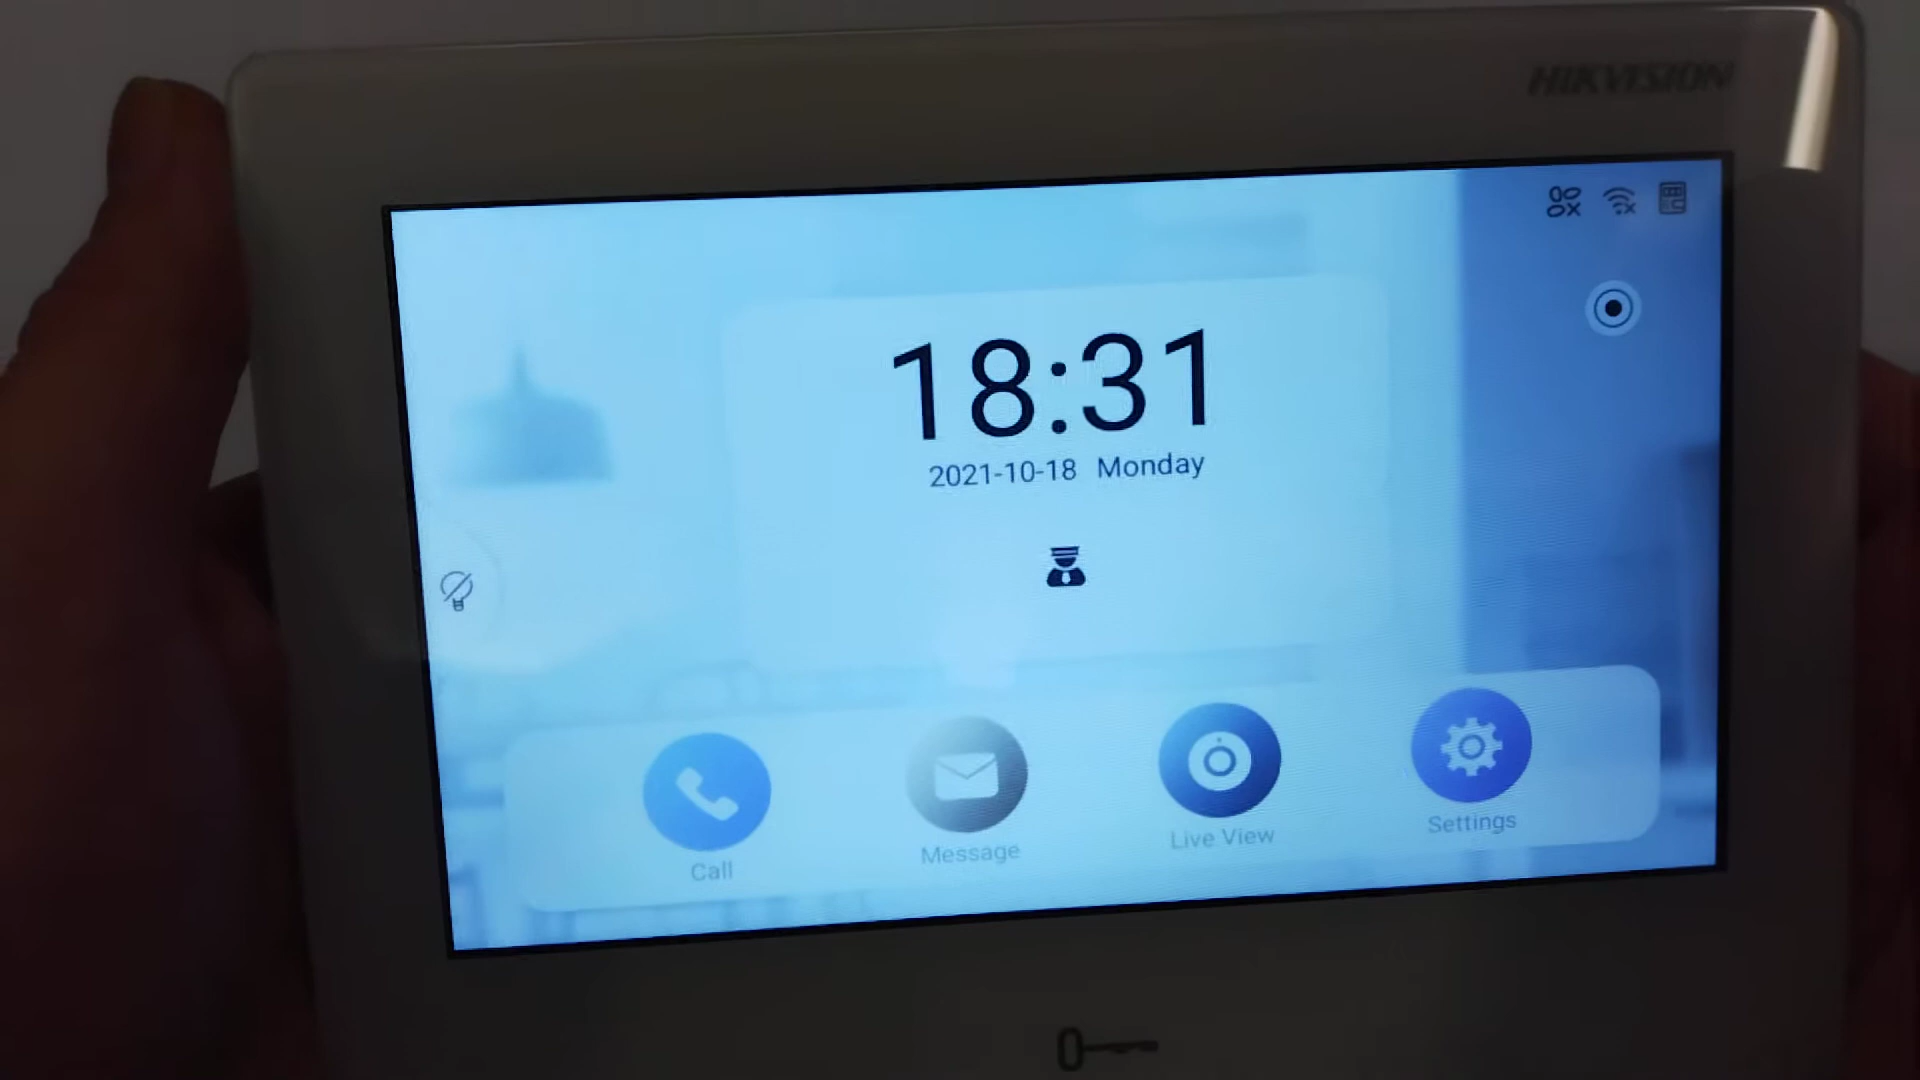 HIKVISION
18:31
2021-10-18 Monday
Call
Message
Live View
Settings